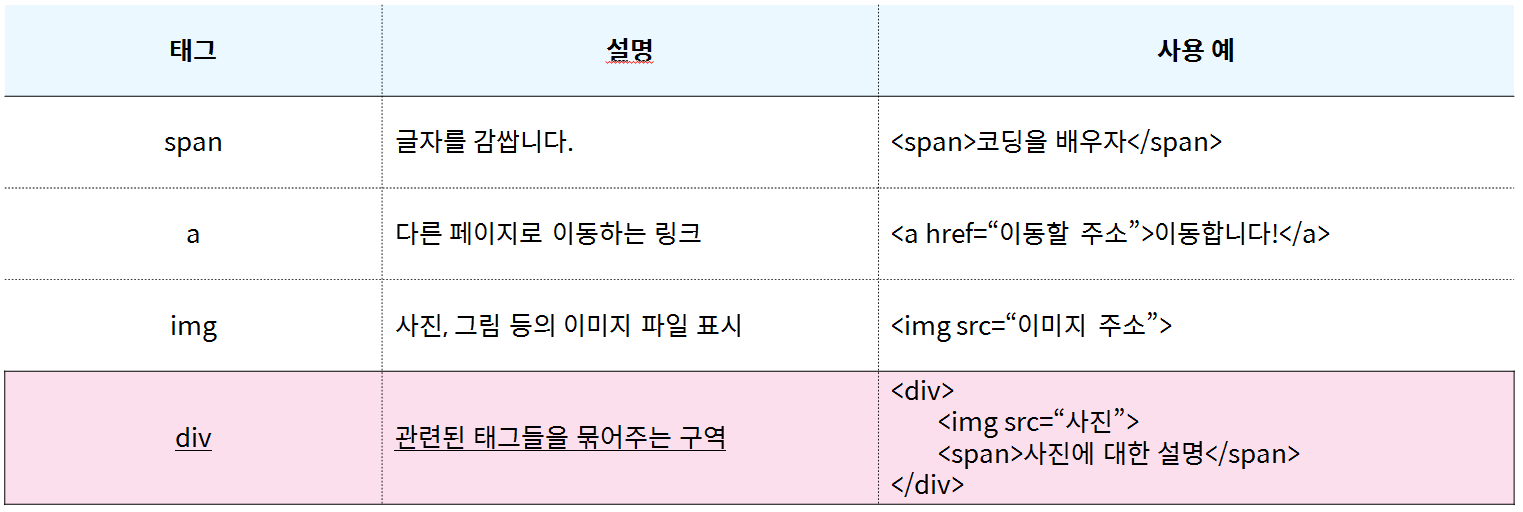 태그 설명 사용 예
span 글자를 감쌉니다. <span>코딩을 배우자</span>
a 다른 페이지로 이동하는 링크 <a href=“이동할 주소”>이동합니다!</a>
img 사진, 그림 등의 이미지 파일 표시 <img src=“이미지 주소”>
div 관련된 태그들을 묶어주는 구역 <div>
<img src=“사진”>
<span>사진에 대한 설명</span>
</div>